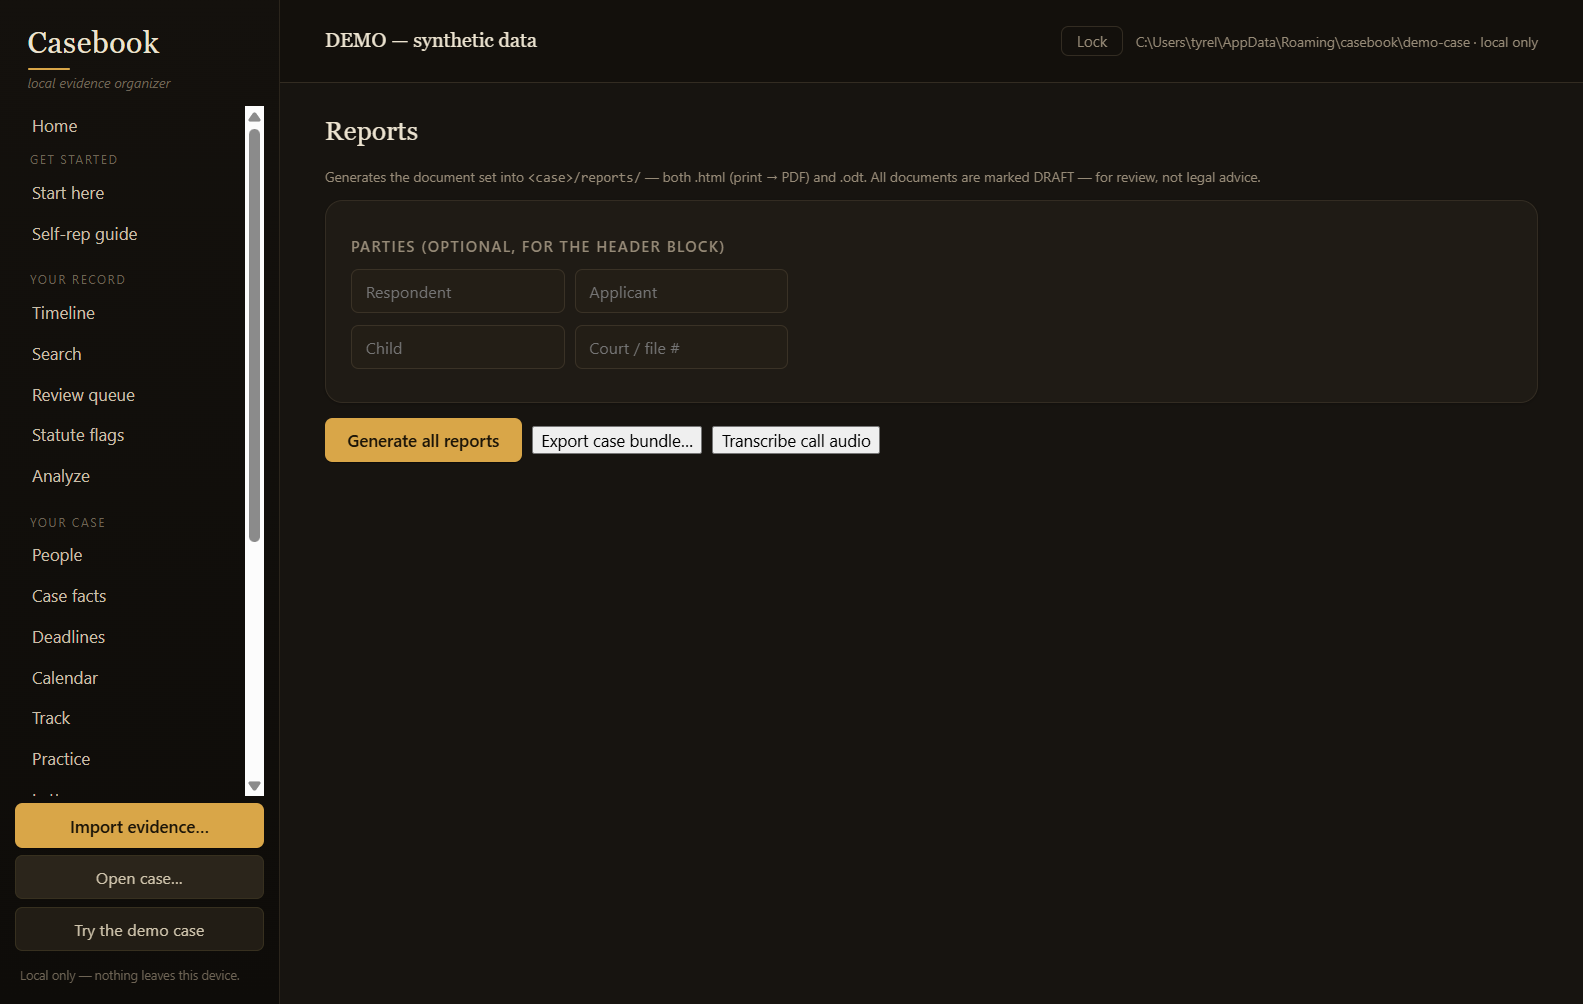 Casebook
local evidence organizer
Home
GET STARTED
Start here
Self-rep guide
YOUR RECORD
Timeline
Search
Review queue
Statute flags
Analyze
YOUR CASE
People
Case facts
Deadlines
Calendar
Track
Practice
Import evidence...
Open case...
Try the demo case
Local only — nothing leaves this device.
DEMO — synthetic data
Lock
C:\Users\tyrel\AppData\Roaming\casebook\demo-case · local only
Reports
Generates the document set into <case>/reports/ — both .html (print → PDF) and .odt. All documents are marked DRAFT — for review, not legal advice.
PARTIES (OPTIONAL, FOR THE HEADER BLOCK)
Respondent
Applicant
Child
Court / file #
Generate all reports
Export case bundle...
Transcribe call audio